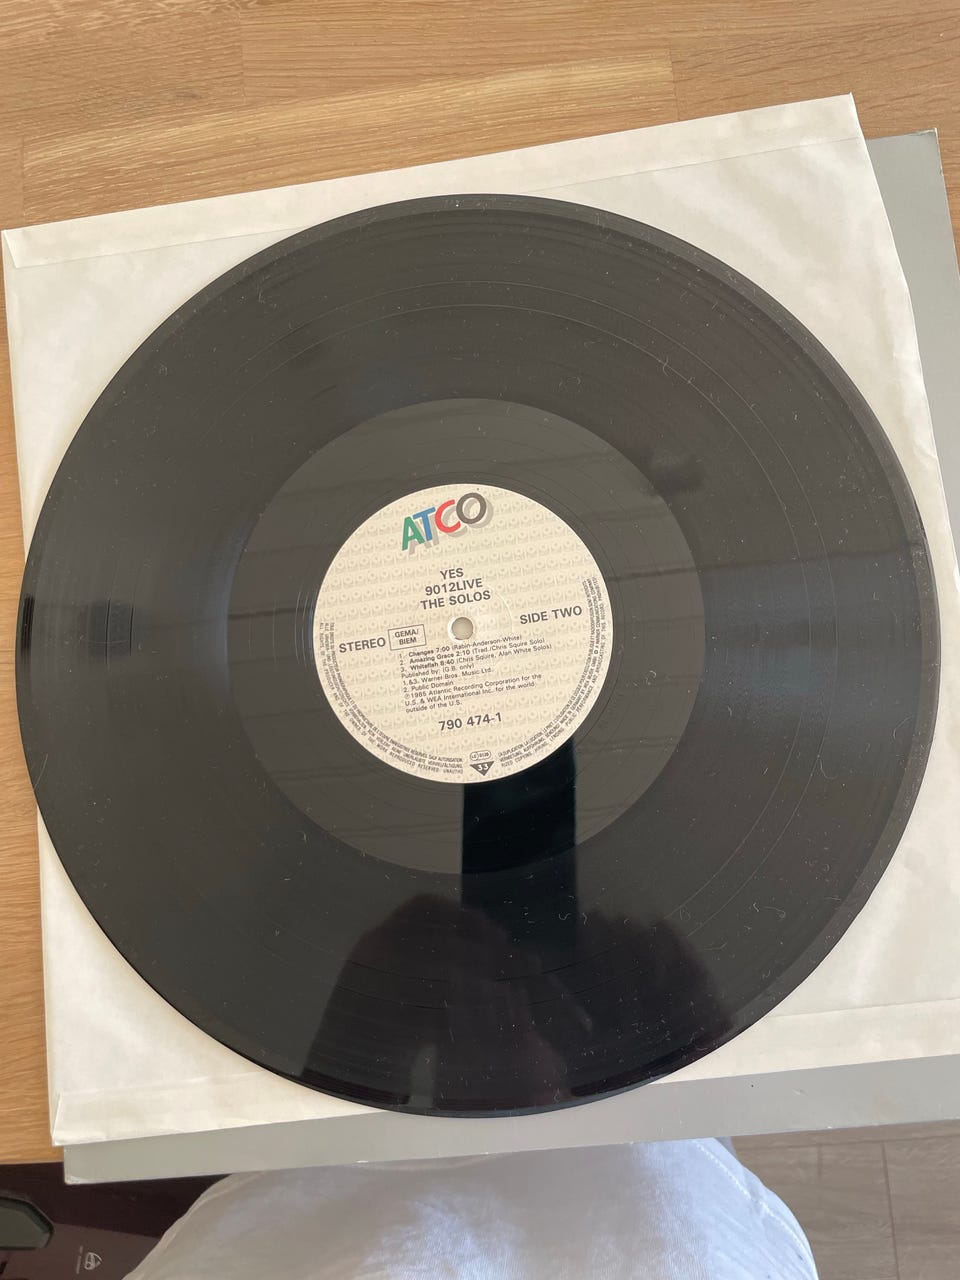 ATCO
YES
9012LIVE
THE SOLOS
STEREO
GEMA/
BIEM
SIDE TWO
1. Changes 7:00 (Rabin-Anderson-White)
2. Amazing Grace 2:10 (Trad./Chris Squire Solo)
3. Whitefish 8:40 (Chris Squire, Alan White Solos)
Published by: (G.B. only)
1.&3. Warner Bros. Music Ltd.
2. Public Domain
℗1985 Atlantic Recording Corporation for the
U.S. & WEA International Inc. for the world
outside of the U.S.
790 474-1
33